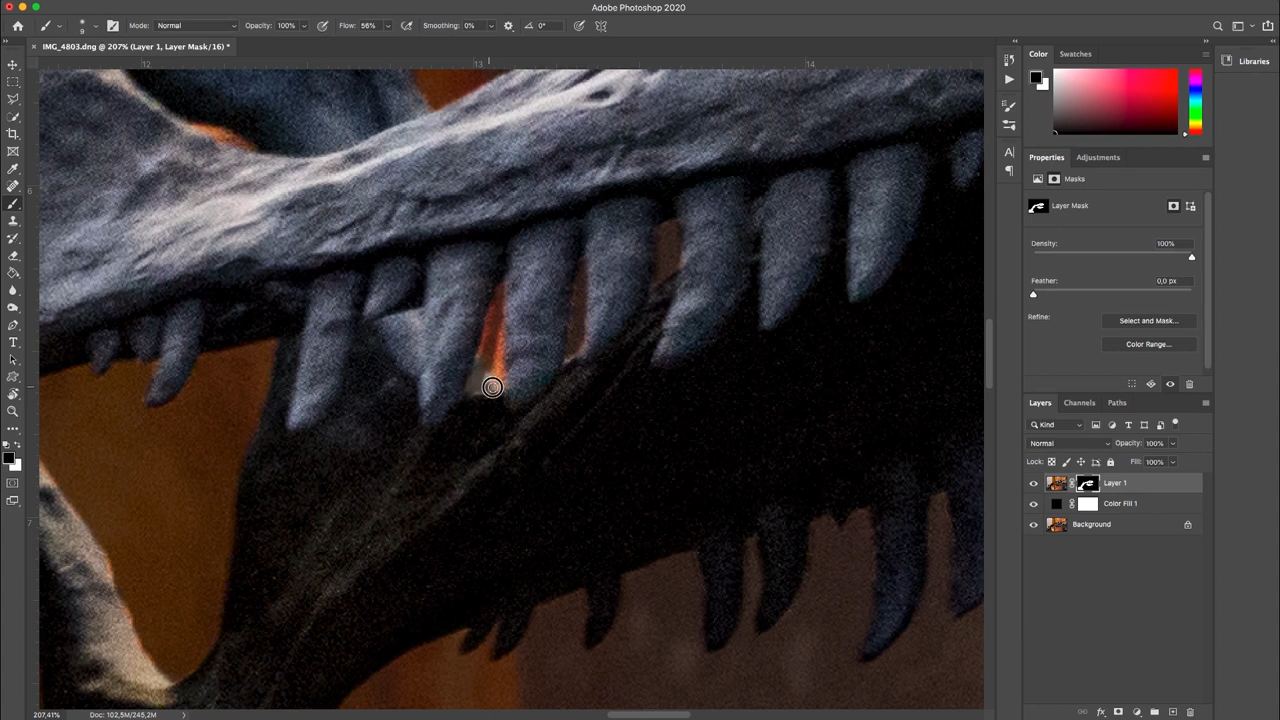 Adobe Photoshop 2020
9
Mode: Normal
Opacity: 100%
Flow: 56%
Smoothing: 0%
0°
IMG_4803.dng @ 207% (Layer 1, Layer Mask/16) *
12
13
14
6
7
Color
Swatches
Libraries
Properties
Adjustments
Masks
Layer Mask
Density:
100%
Feather:
0,0 px
Refine:
Select and Mask...
Color Range...
Layers
Channels
Paths
Kind
Normal
Opacity: 100%
Lock:
Fill: 100%
Layer 1
Color Fill 1
Background
207,41%
Doc: 102,5M/245,2M